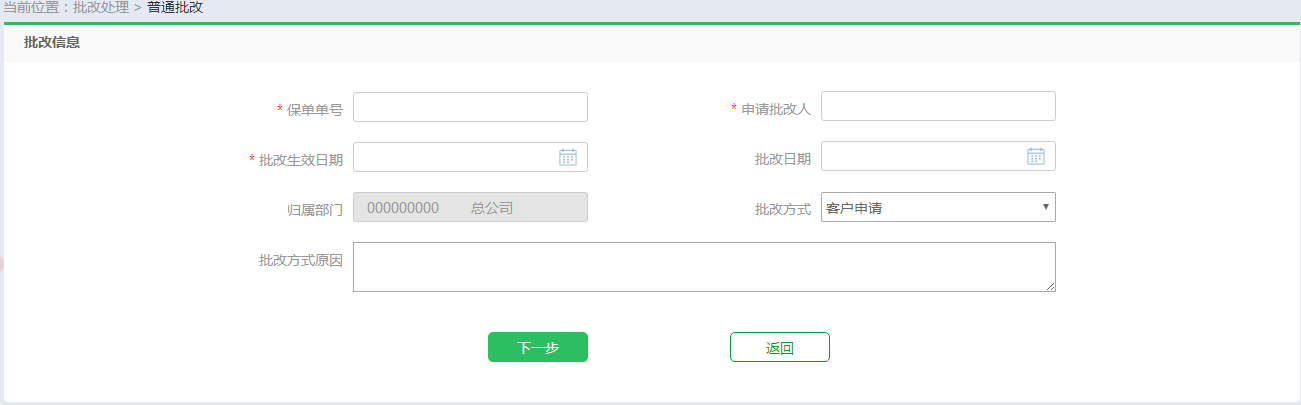 当前位置：批改处理 > 普通批改
批改信息
* 保单单号
* 申请批改人
* 批改生效日期
批改日期
归属部门 000000000 总公司
批改方式 客户申请
批改方式原因
下一步
返回